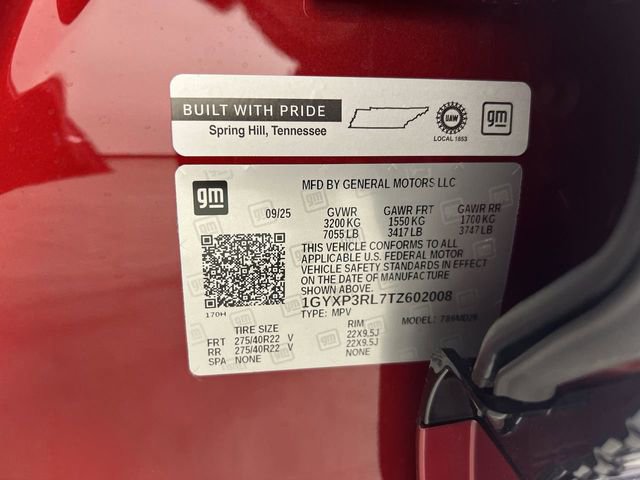 BUILT WITH PRIDE
Spring Hill, Tennessee
UAW
LOCAL 1853
gm
gm
MFD BY GENERAL MOTORS LLC
09/25 GVWR GAWR FRT GAWR RR
3200 KG 1550 KG 1700 KG
7055 LB 3417 LB 3747 LB
THIS VEHICLE CONFORMS TO ALL
APPLICABLE U.S. FEDERAL MOTOR
VEHICLE SAFETY STANDARDS IN EFFECT
ON THE DATE OF MANUFACTURE
SHOWN ABOVE.
1GYXP3RL7TZ602008
TYPE: MPV
170H MODEL: 786MD26
TIRE SIZE RIM
FRT 275/40R22 V 22X9.5J
RR 275/40R22 V 22X9.5J
SPA NONE NONE